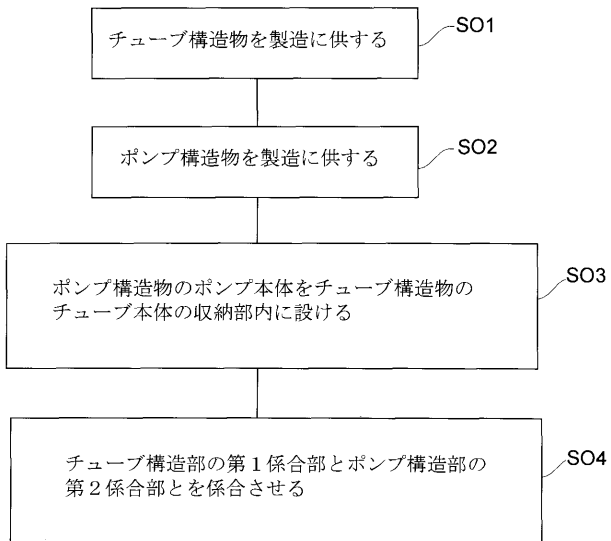 チューブ構造物を製造に供する
SO1
ポンプ構造物を製造に供する
SO2
ポンプ構造物のポンプ本体をチューブ構造物の
チューブ本体の収納部内に設ける
SO3
チューブ構造部の第１係合部とポンプ構造部の
第２係合部とを係合させる
SO4